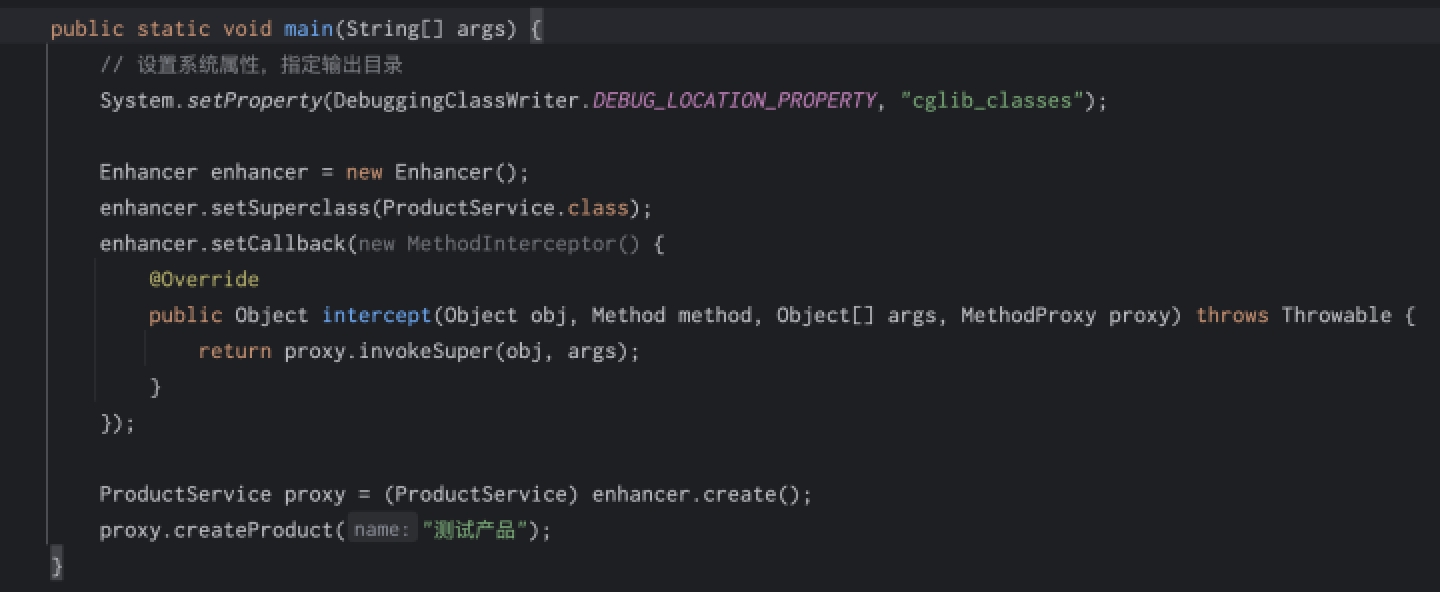 public static void main(String[] args) {
// 设置系统属性，指定输出目录
System.setProperty(DebuggingClassWriter.DEBUG_LOCATION_PROPERTY, "cglib_classes");
Enhancer enhancer = new Enhancer();
enhancer.setSuperclass(ProductService.class);
enhancer.setCallback(new MethodInterceptor() {
@Override
public Object intercept(Object obj, Method method, Object[] args, MethodProxy proxy) throws Throwable {
return proxy.invokeSuper(obj, args);
}
});
ProductService proxy = (ProductService) enhancer.create();
proxy.createProduct( name: "测试产品");
}